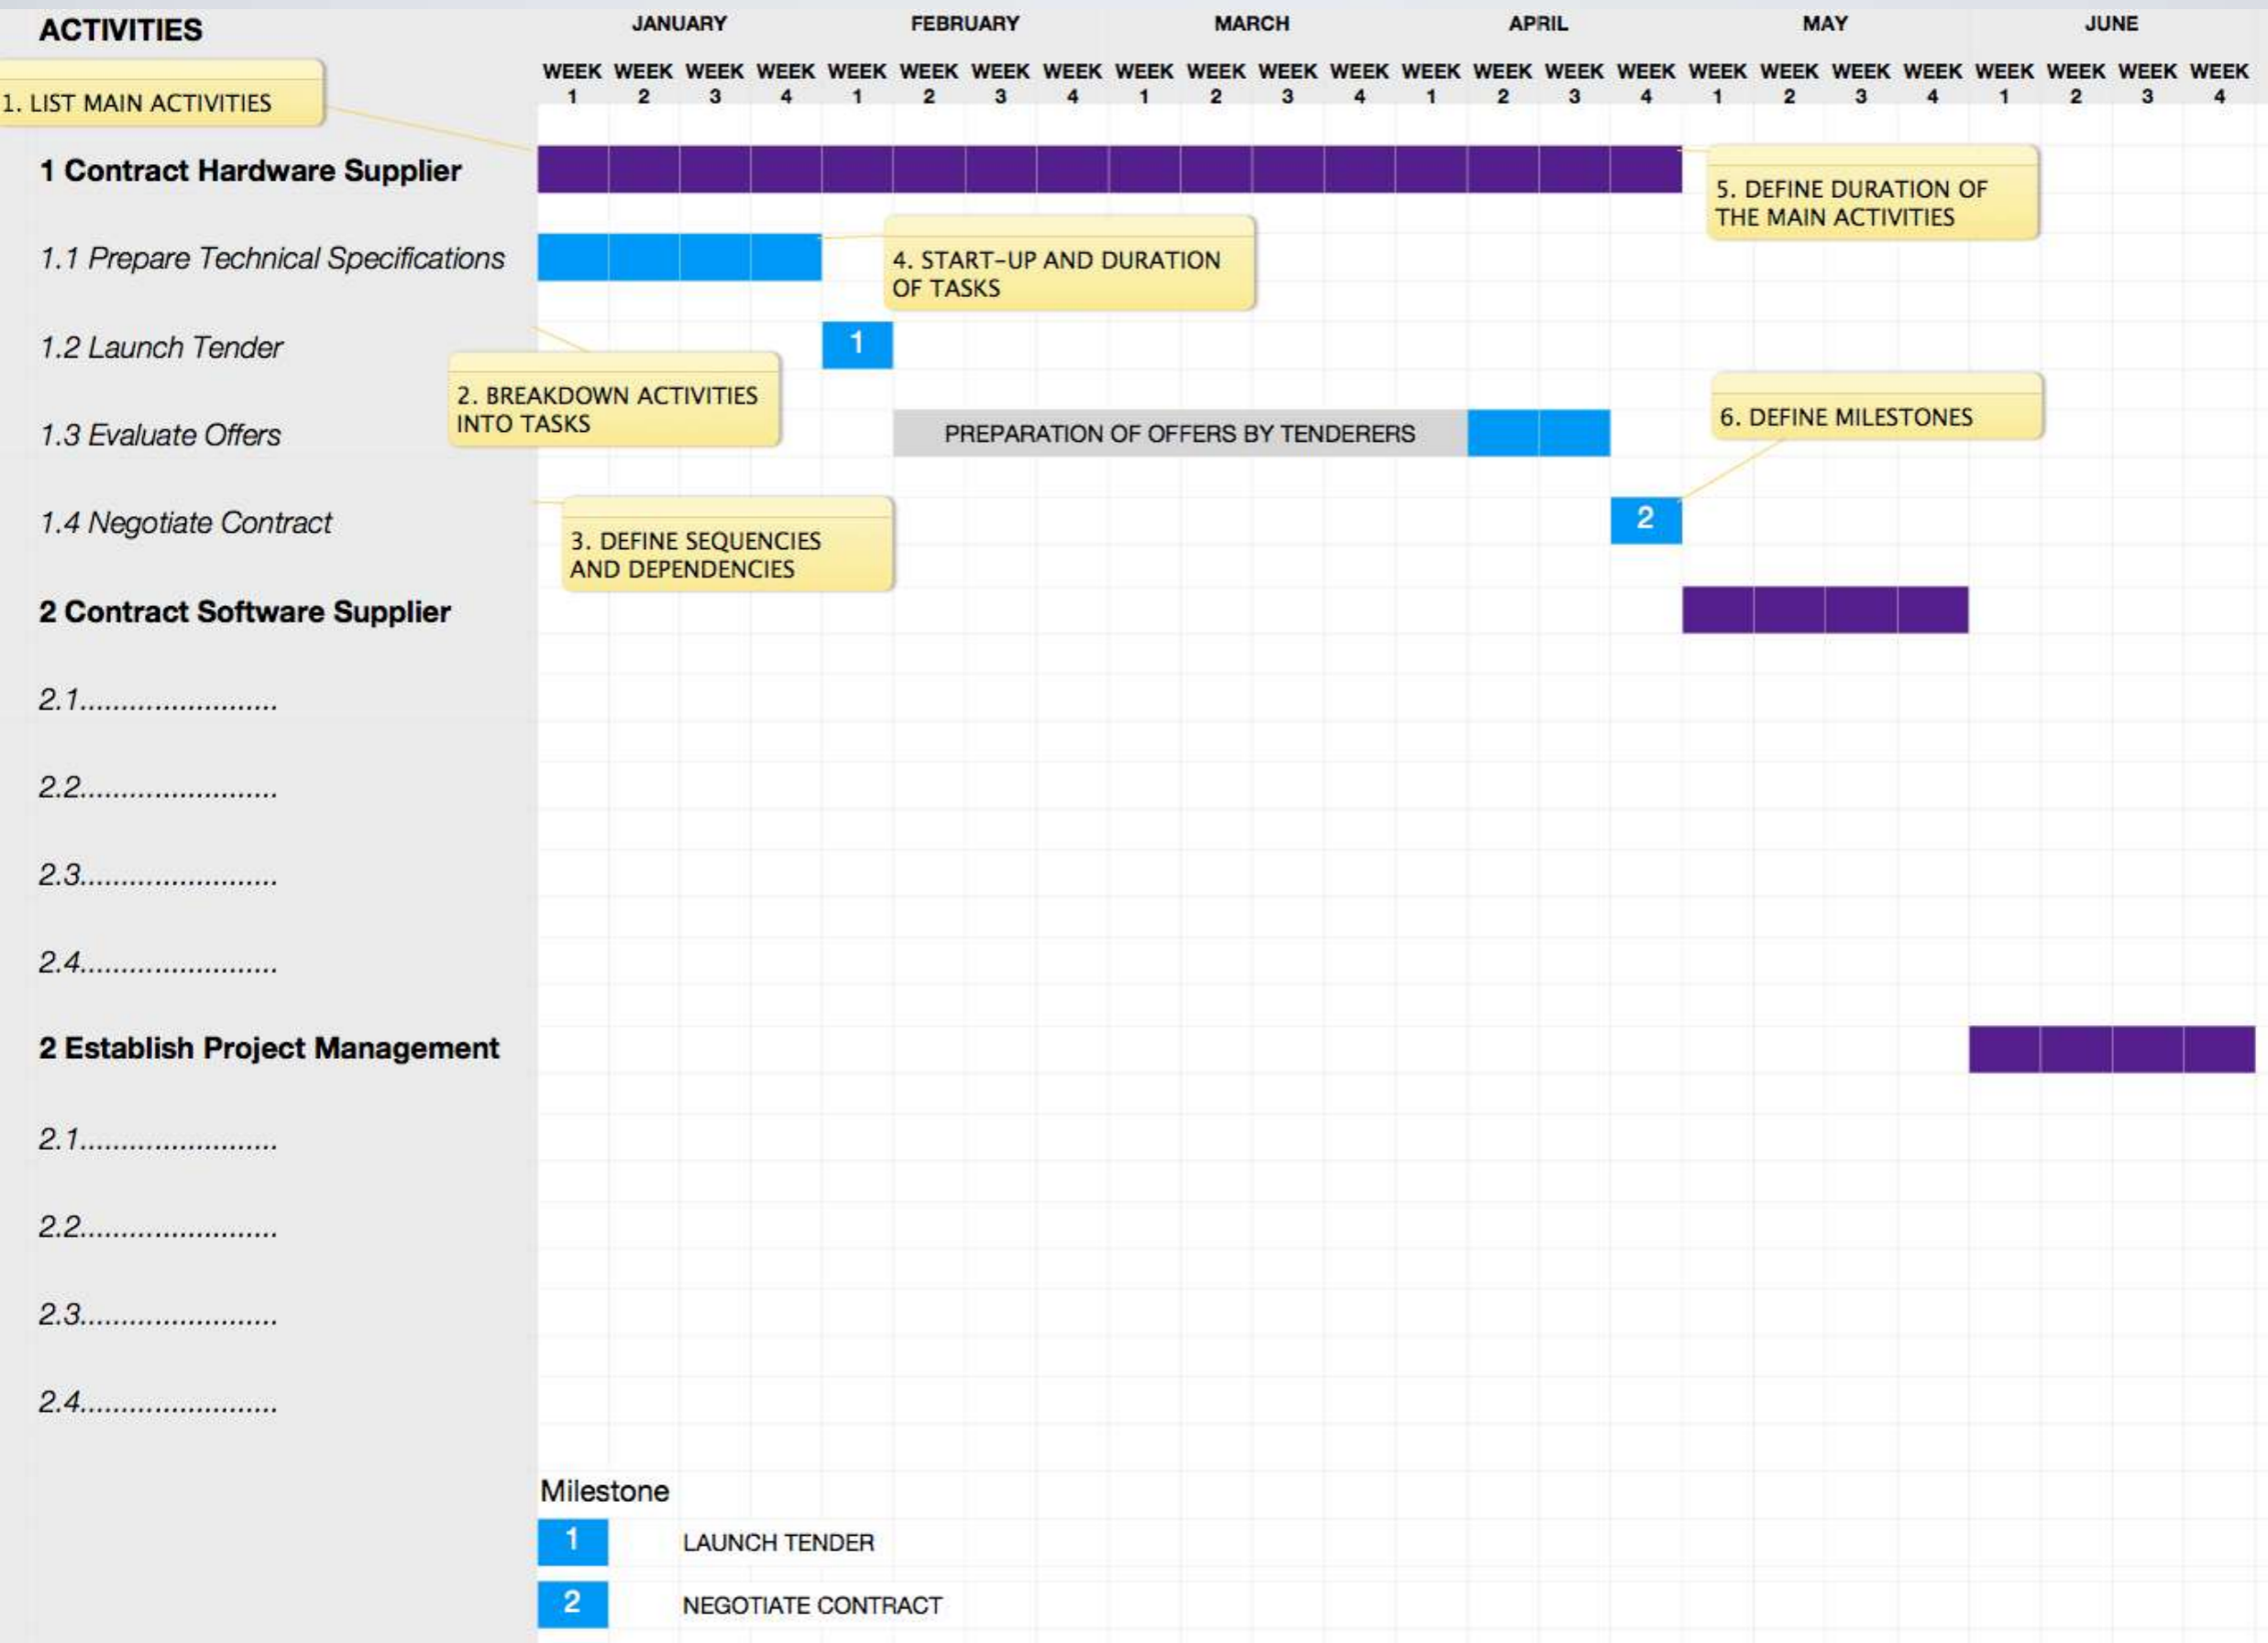 ACTIVITIES
JANUARY FEBRUARY MARCH APRIL MAY JUNE
WEEK WEEK WEEK WEEK WEEK WEEK WEEK WEEK WEEK WEEK WEEK WEEK WEEK WEEK WEEK WEEK WEEK WEEK WEEK WEEK WEEK WEEK WEEK WEEK
1 2 3 4 1 2 3 4 1 2 3 4 1 2 3 4 1 2 3 4 1 2 3 4
1. LIST MAIN ACTIVITIES
1 Contract Hardware Supplier
5. DEFINE DURATION OF
THE MAIN ACTIVITIES
1.1 Prepare Technical Specifications
4. START-UP AND DURATION
OF TASKS
1.2 Launch Tender
1
2. BREAKDOWN ACTIVITIES
INTO TASKS
6. DEFINE MILESTONES
1.3 Evaluate Offers
PREPARATION OF OFFERS BY TENDERERS
1.4 Negotiate Contract
2
3. DEFINE SEQUENCIES
AND DEPENDENCIES
2 Contract Software Supplier
2.1........................
2.2........................
2.3........................
2.4........................
2 Establish Project Management
2.1........................
2.2........................
2.3........................
2.4........................
Milestone
1 LAUNCH TENDER
2 NEGOTIATE CONTRACT